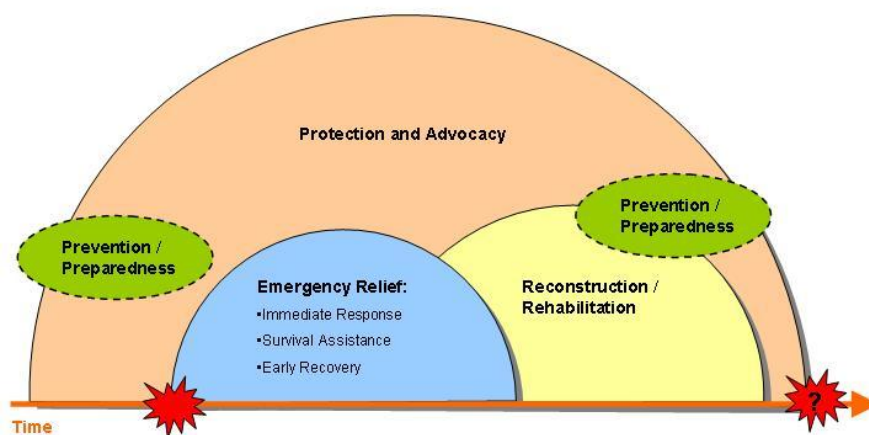 Protection and Advocacy
Prevention /
Preparedness
Prevention /
Preparedness
Emergency Relief:
•Immediate Response
•Survival Assistance
•Early Recovery
Reconstruction /
Rehabilitation
?
Time